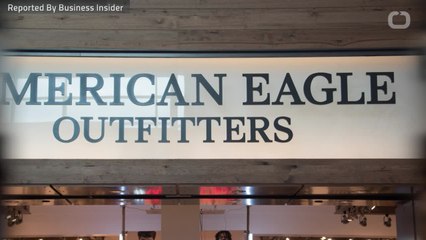 Reported By Business Insider
MERICAN EAGLE
OUTFITTERS